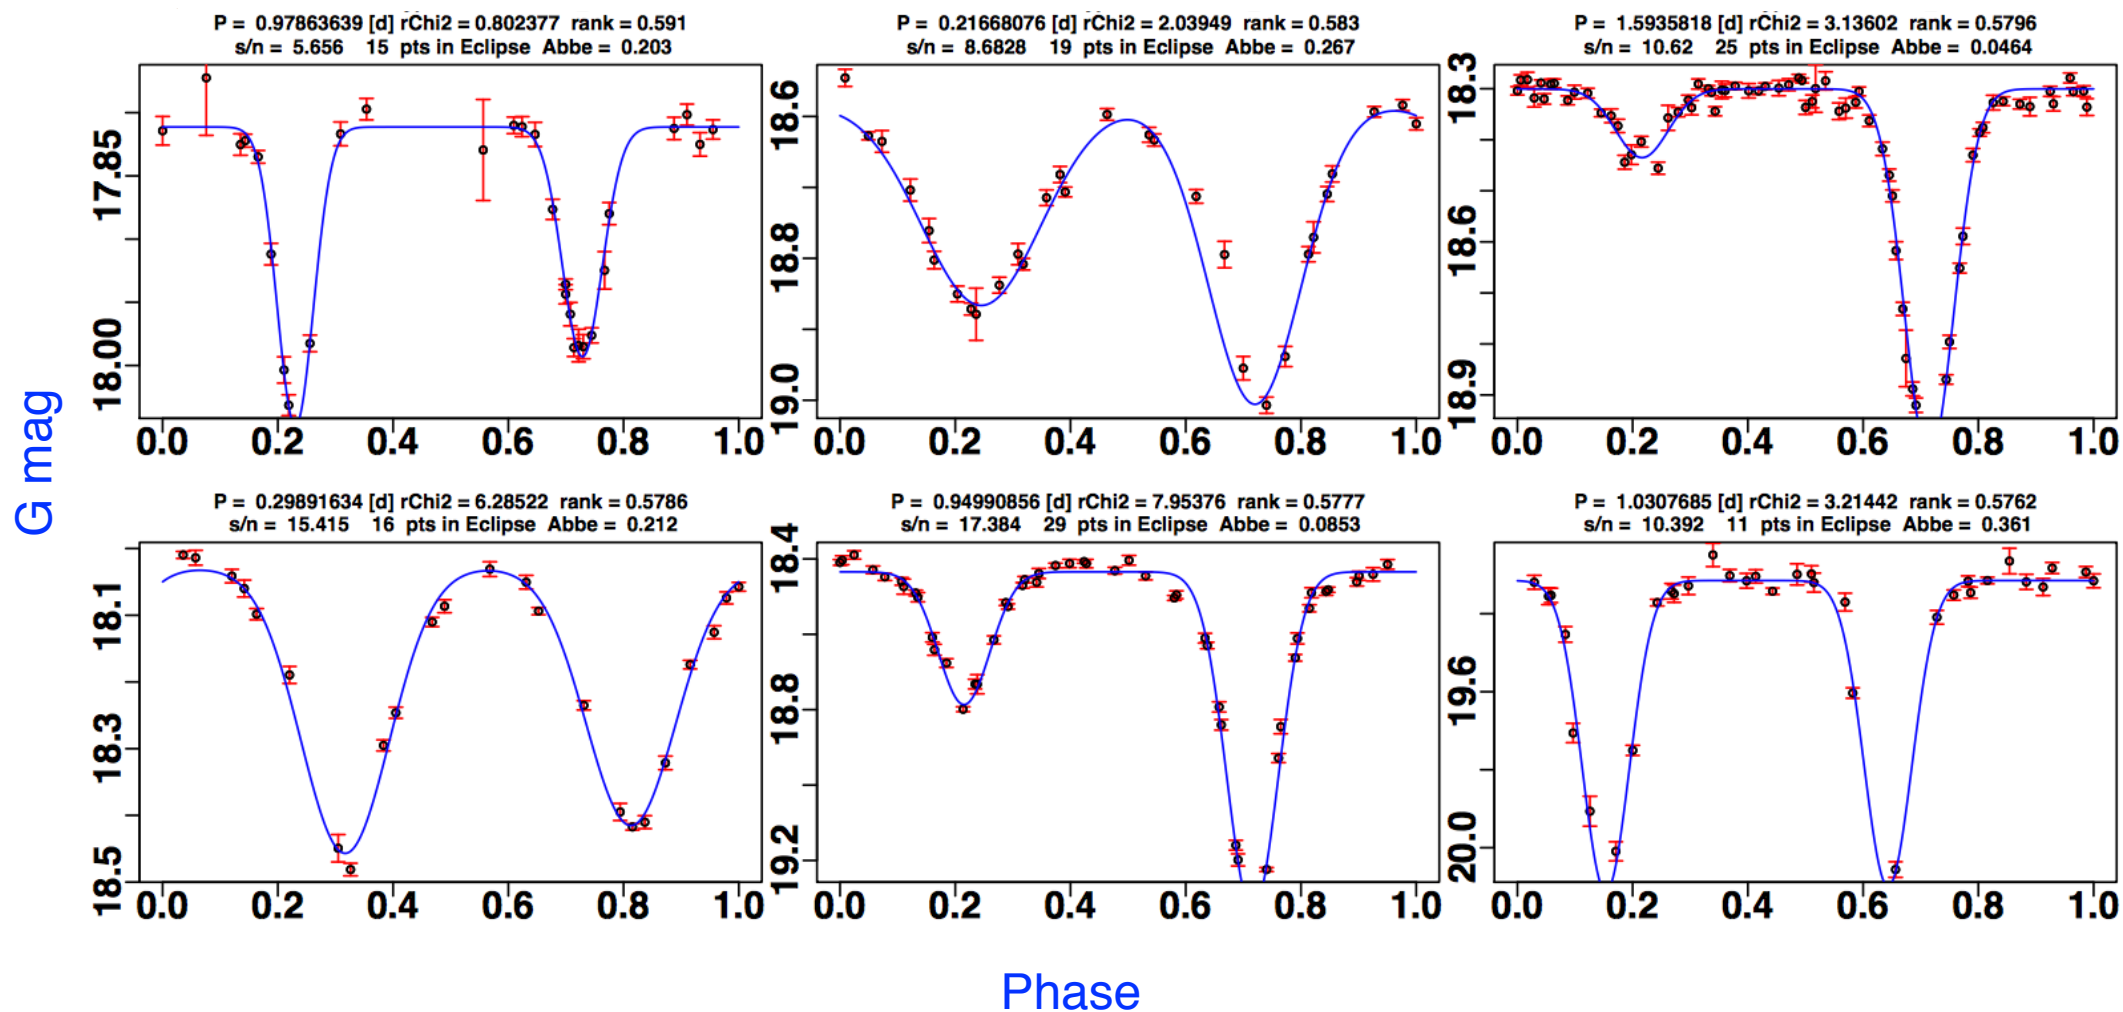 P = 0.97863639 [d] rChi2 = 0.802377 rank = 0.591
s/n = 5.656 15 pts in Eclipse Abbe = 0.203
17.85
18.00
0.0 0.2 0.4 0.6 0.8 1.0
P = 0.21668076 [d] rChi2 = 2.03949 rank = 0.583
s/n = 8.6828 19 pts in Eclipse Abbe = 0.267
18.6
18.8
19.0
0.0 0.2 0.4 0.6 0.8 1.0
P = 1.5935818 [d] rChi2 = 3.13602 rank = 0.5796
s/n = 10.62 25 pts in Eclipse Abbe = 0.0464
18.3
18.6
18.9
0.0 0.2 0.4 0.6 0.8 1.0
G mag
P = 0.29891634 [d] rChi2 = 6.28522 rank = 0.5786
s/n = 15.415 16 pts in Eclipse Abbe = 0.212
18.1
18.3
18.5
0.0 0.2 0.4 0.6 0.8 1.0
P = 0.94990856 [d] rChi2 = 7.95376 rank = 0.5777
s/n = 17.384 29 pts in Eclipse Abbe = 0.0853
18.4
18.8
19.2
0.0 0.2 0.4 0.6 0.8 1.0
P = 1.0307685 [d] rChi2 = 3.21442 rank = 0.5762
s/n = 10.392 11 pts in Eclipse Abbe = 0.361
19.6
20.0
0.0 0.2 0.4 0.6 0.8 1.0
Phase